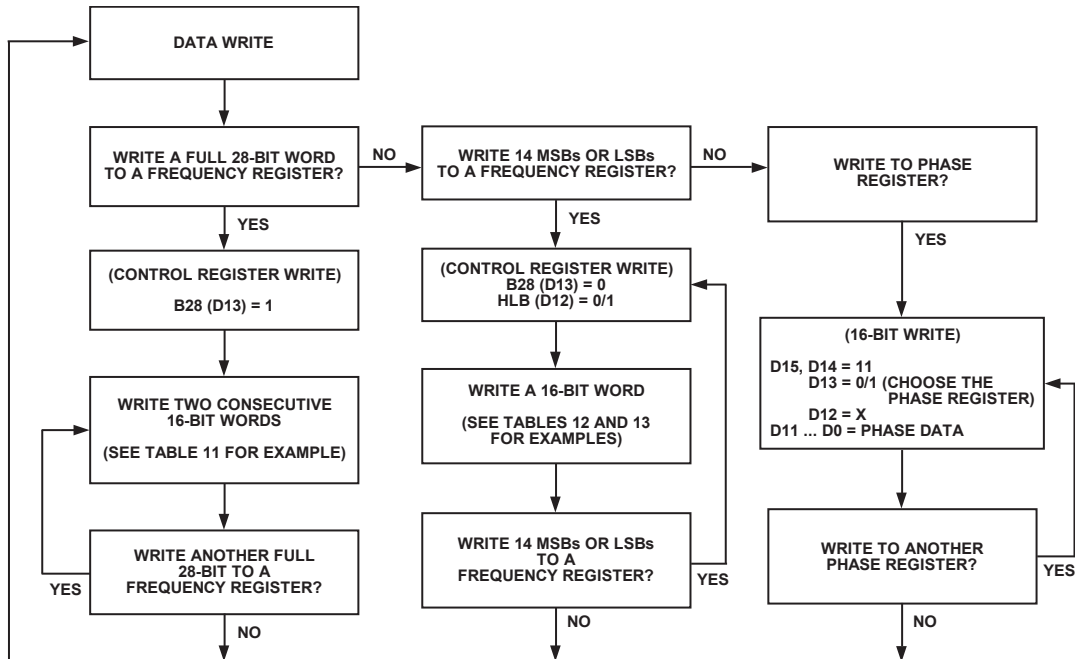 DATA WRITE
WRITE A FULL 28-BIT WORD
TO A FREQUENCY REGISTER?
NO
WRITE 14 MSBs OR LSBs
TO A FREQUENCY REGISTER?
NO
WRITE TO PHASE
REGISTER?
YES
YES
YES
(CONTROL REGISTER WRITE)
B28 (D13) = 1
(CONTROL REGISTER WRITE)
B28 (D13) = 0
HLB (D12) = 0/1
(16-BIT WRITE)
D15, D14 = 11
D13 = 0/1 (CHOOSE THE
PHASE REGISTER)
D12 = X
D11 ... D0 = PHASE DATA
WRITE TWO CONSECUTIVE
16-BIT WORDS
(SEE TABLE 11 FOR EXAMPLE)
WRITE A 16-BIT WORD
(SEE TABLES 12 AND 13
FOR EXAMPLES)
WRITE ANOTHER FULL
28-BIT TO A
FREQUENCY REGISTER?
YES
NO
WRITE 14 MSBs OR LSBs
TO A
FREQUENCY REGISTER?
YES
NO
WRITE TO ANOTHER
PHASE REGISTER?
YES
NO